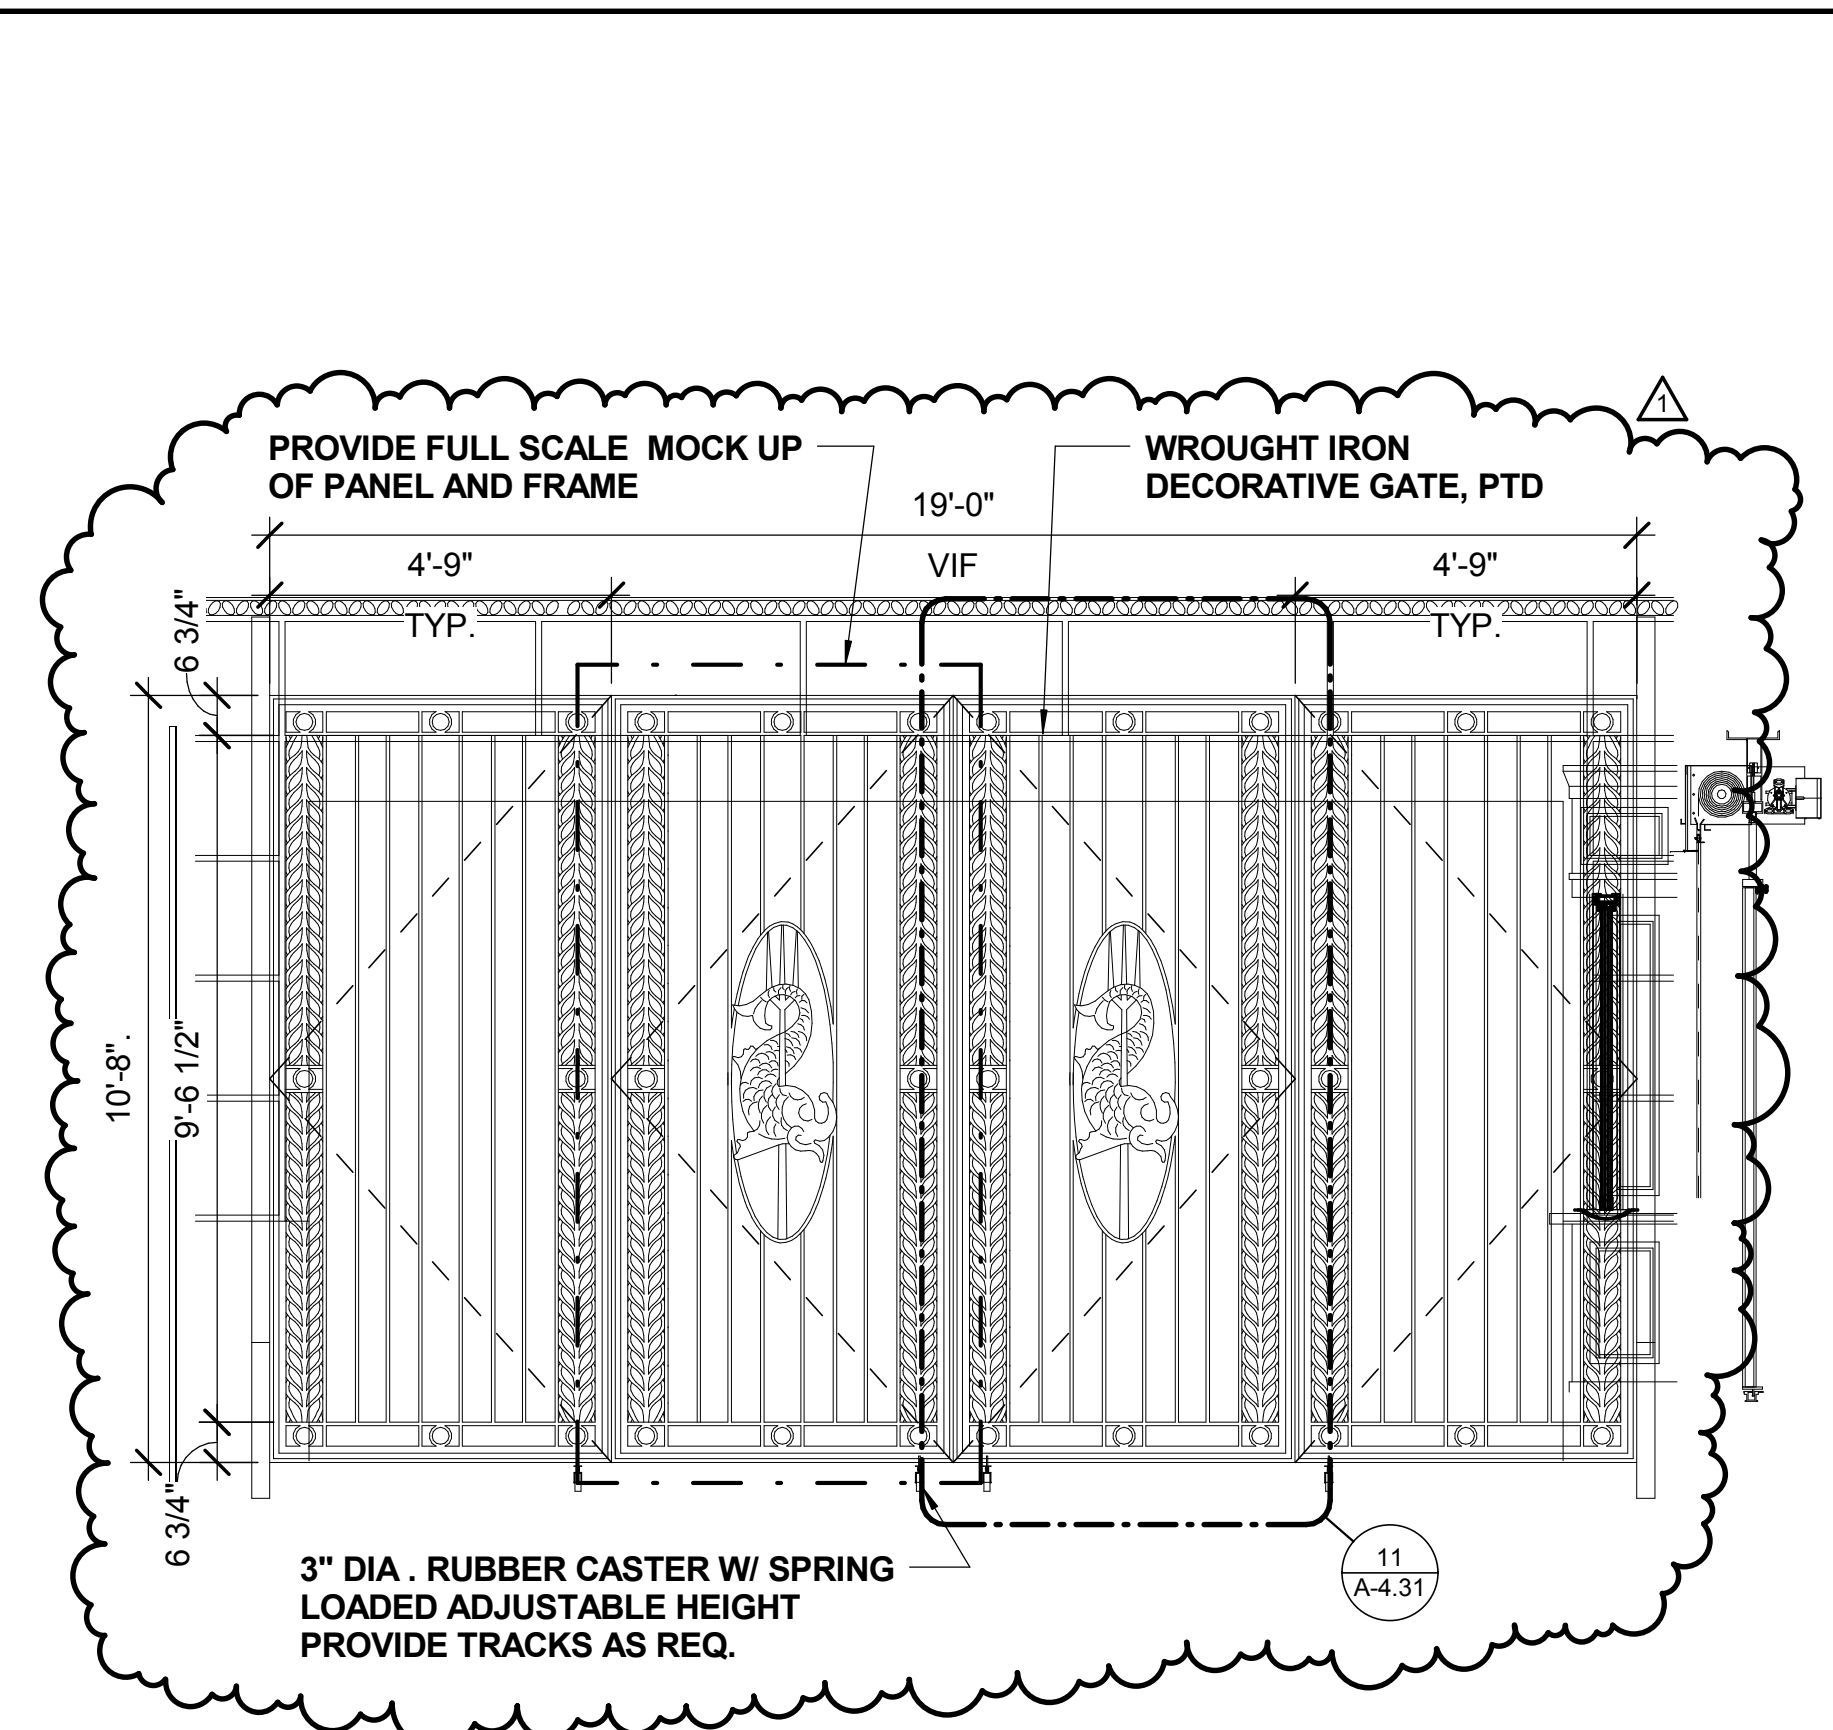 1
PROVIDE FULL SCALE MOCK UP
OF PANEL AND FRAME
WROUGHT IRON
DECORATIVE GATE, PTD
19'-0"
4'-9"
VIF
4'-9"
TYP.
TYP.
6 3/4"
10'-8".
9'-6 1/2"
6 3/4"
3" DIA . RUBBER CASTER W/ SPRING
LOADED ADJUSTABLE HEIGHT
PROVIDE TRACKS AS REQ.
11
A-4.31